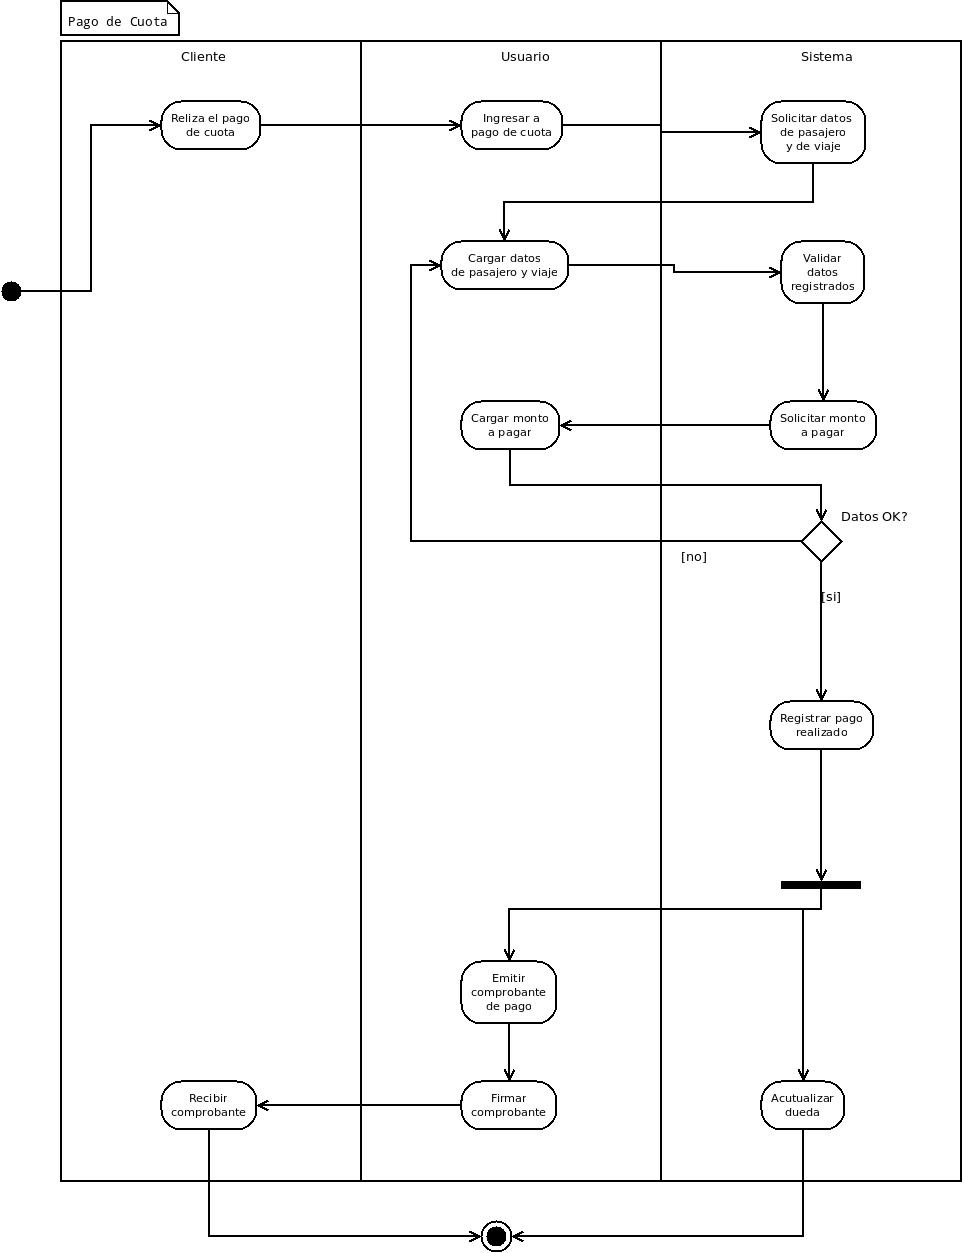 Pago de Cuota
Cliente
Usuario
Sistema
Reliza el pago
de cuota
Ingresar a
pago de cuota
Solicitar datos
de pasajero
y de viaje
Cargar datos
de pasajero y viaje
Validar
datos
registrados
Cargar monto
a pagar
Solicitar monto
a pagar
Datos OK?
[no]
[si]
Registrar pago
realizado
Emitir
comprobante
de pago
Recibir
comprobante
Firmar
comprobante
Acutualizar
dueda